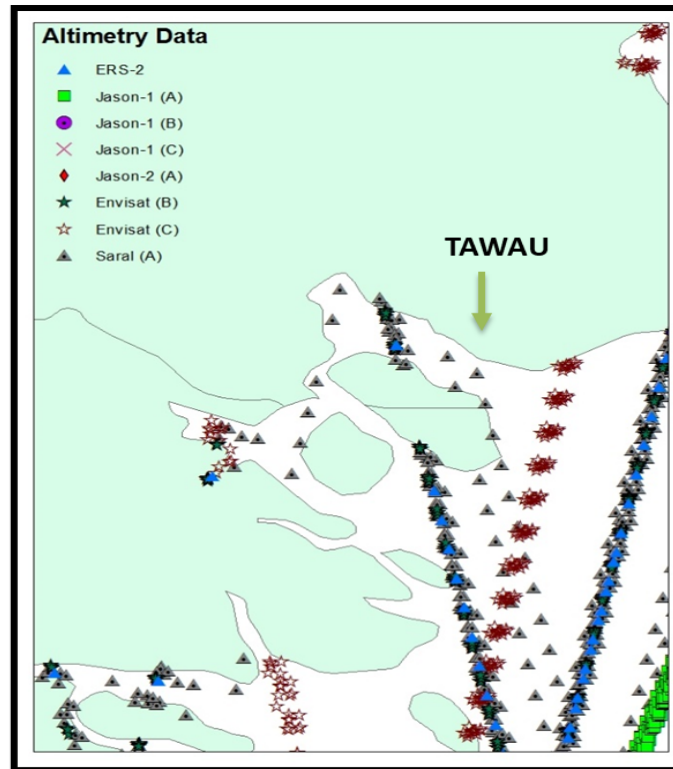 Altimetry Data
ERS-2
Jason-1 (A)
Jason-1 (B)
Jason-1 (C)
Jason-2 (A)
Envisat (B)
Envisat (C)
Saral (A)
TAWAU